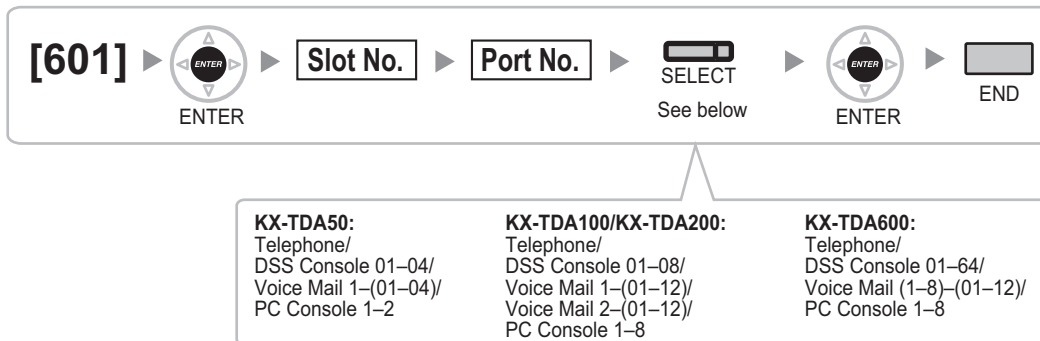 [601] ENTER Slot No. Port No. SELECT ENTER END
ENTER See below ENTER
KX-TDA50:
Telephone/
DSS Console 01–04/
Voice Mail 1–(01–04)/
PC Console 1–2
KX-TDA100/KX-TDA200:
Telephone/
DSS Console 01–08/
Voice Mail 1–(01–12)/
Voice Mail 2–(01–12)/
PC Console 1–8
KX-TDA600:
Telephone/
DSS Console 01–64/
Voice Mail (1–8)–(01–12)/
PC Console 1–8